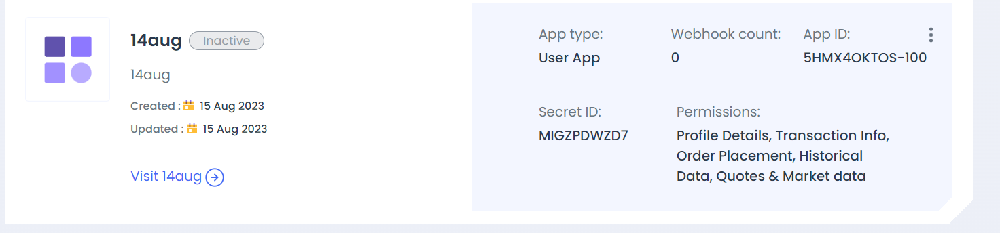 14aug Inactive
14aug
Created : 15 Aug 2023
Updated : 15 Aug 2023
Visit 14aug
App type: Webhook count: App ID:
User App 0 5HMX4OKTOS-100
Secret ID: Permissions:
MIGZPDWZD7 Profile Details, Transaction Info,
Order Placement, Historical
Data, Quotes & Market data